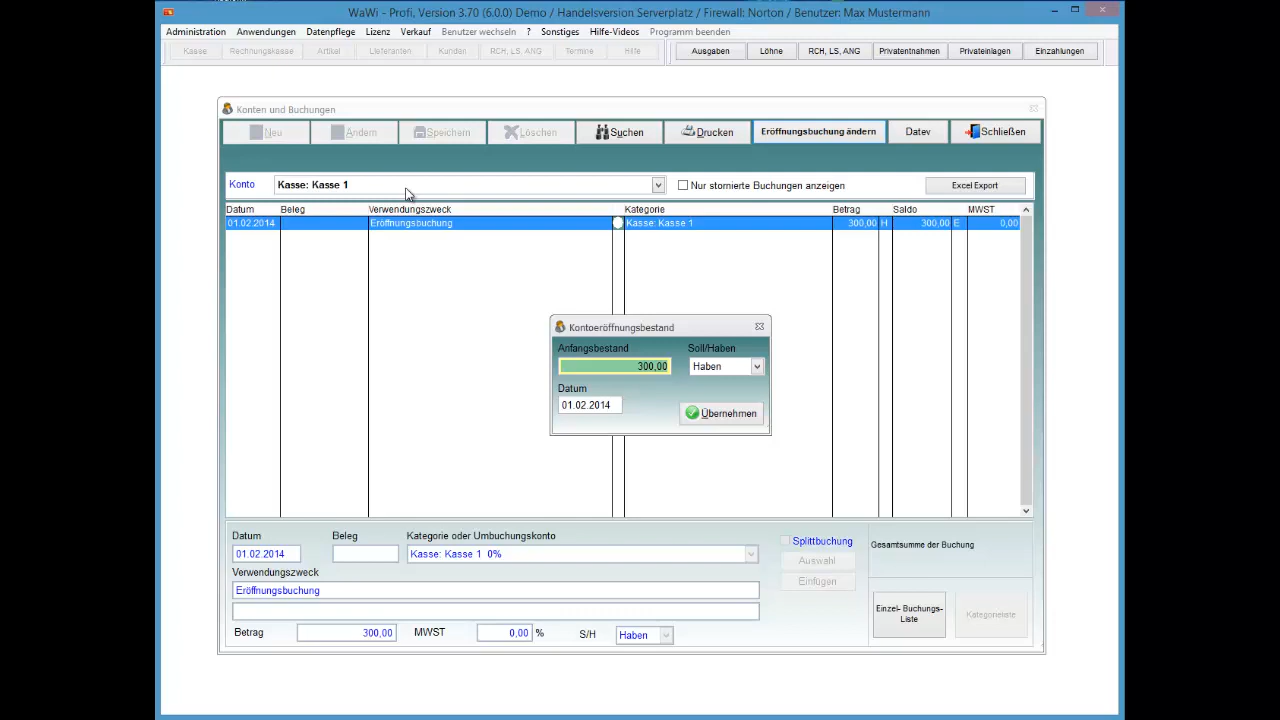 WaWi - Profi, Version 3.70 (6.0.0) Demo / Handelsversion Serverplatz / Firewall: Norton / Benutzer: Max Mustermann
Administration Anwendungen Datenpflege Lizenz Verkauf Benutzer wechseln ? Sonstiges Hilfe-Videos Programm beenden
Kasse Rechnungskasse Artikel Lieferanten Kunden RCH, LS, ANG Termine Hilfe Ausgaben Löhne RCH, LS, ANG Privatentnahmen Privateinlagen Einzahlungen
Konten und Buchungen
Neu Ändern Speichern Löschen Suchen Drucken Eröffnungsbuchung ändern Datev Schließen
Konto Kasse: Kasse 1 Nur stornierte Buchungen anzeigen Excel Export
Datum Beleg Verwendungszweck Kategorie Betrag Saldo MWST
01.02.2014 Eröffnungsbuchung Kasse: Kasse 1 300,00 H 300,00 E 0,00
Kontoeröffnungsbestand
Anfangsbestand Soll/Haben
300,00 Haben
Datum
01.02.2014 Übernehmen
Datum Beleg Kategorie oder Umbuchungskonto Splittbuchung Gesamtsumme der Buchung
01.02.2014 Kasse: Kasse 1 0% Auswahl
Verwendungszweck Einfügen
Eröffnungsbuchung
Einzel- Buchungs-
Liste Kategorieliste
Betrag 300,00 MWST 0,00 % S/H Haben